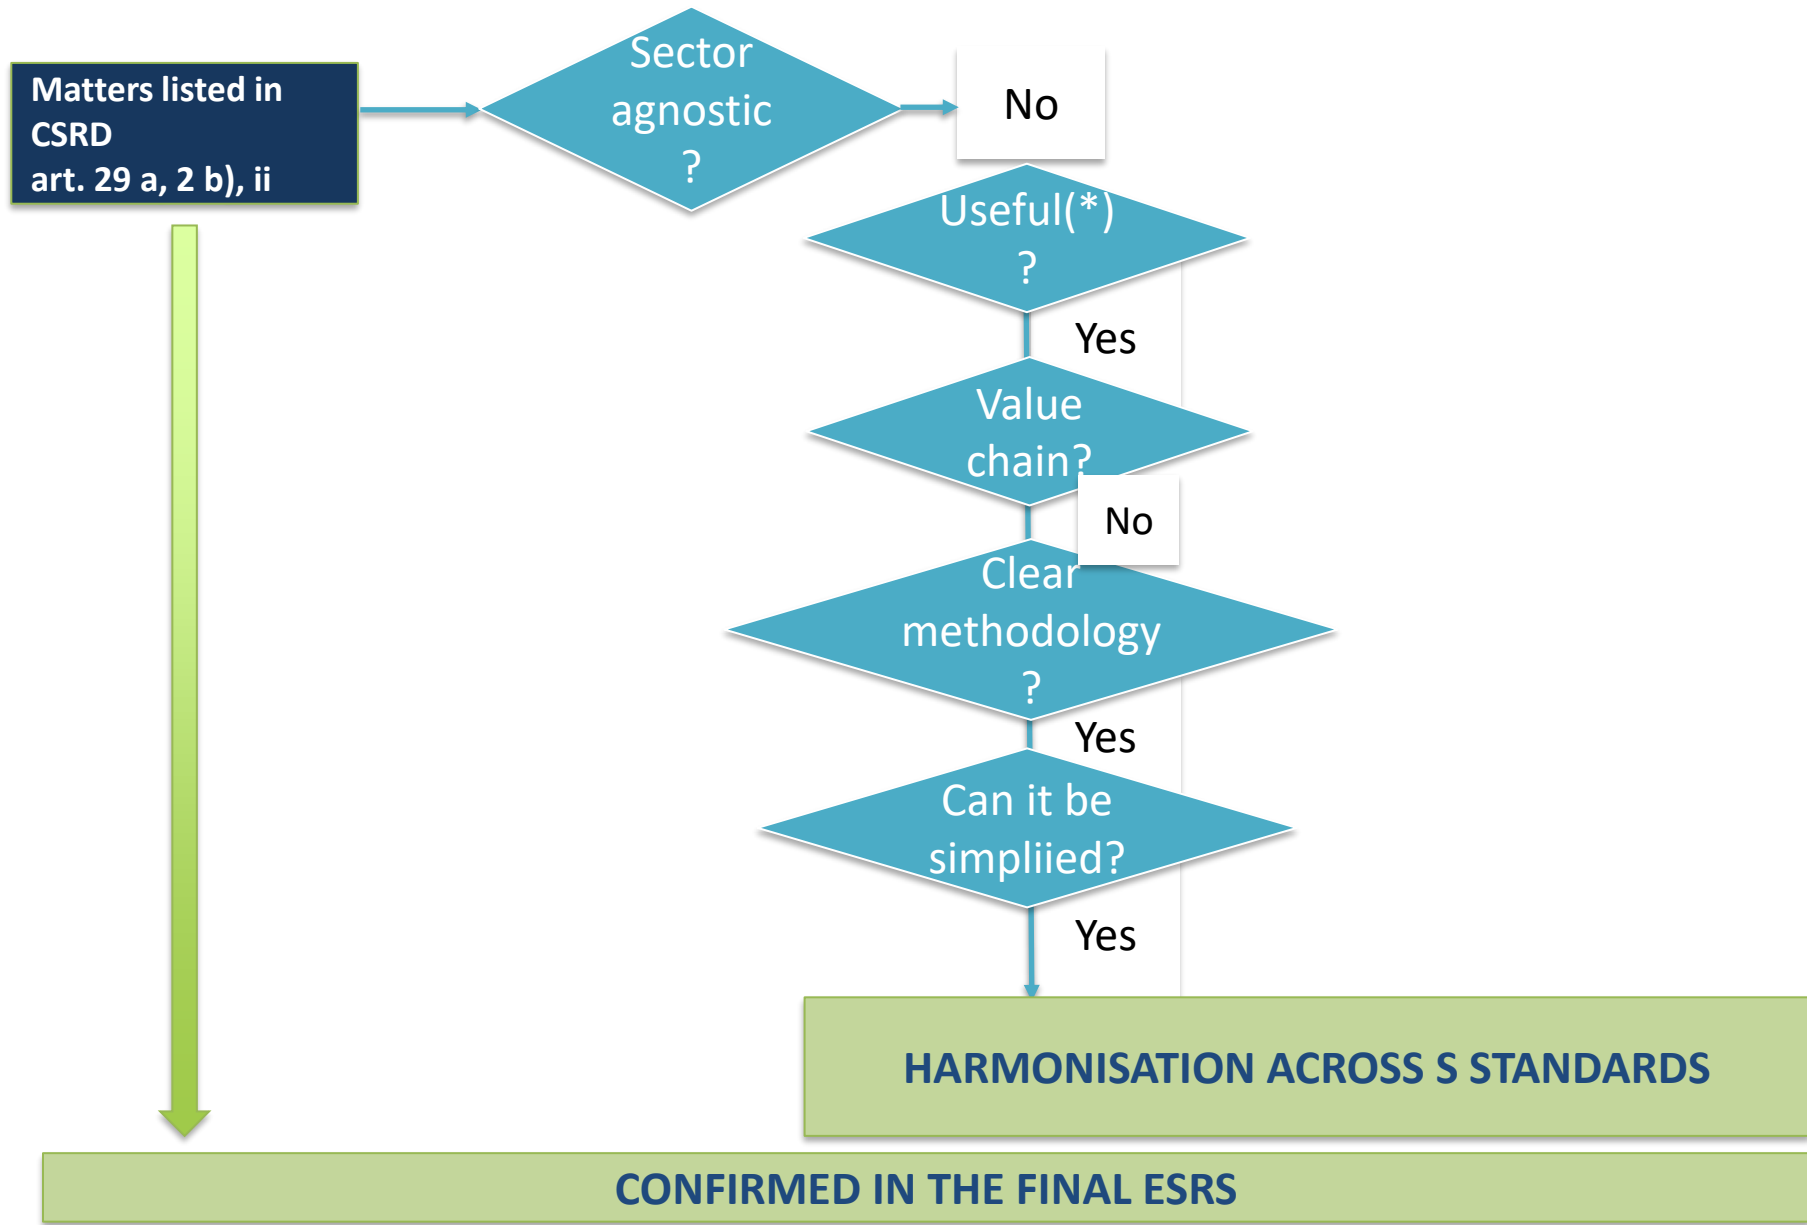 Matters listed in
CSRD
art. 29 a, 2 b), ii
Sector
agnostic
?
No
Useful(*)
?
Yes
Value
chain?
No
Clear
methodology
?
Yes
Can it be
simpliied?
Yes
HARMONISATION ACROSS S STANDARDS
CONFIRMED IN THE FINAL ESRS